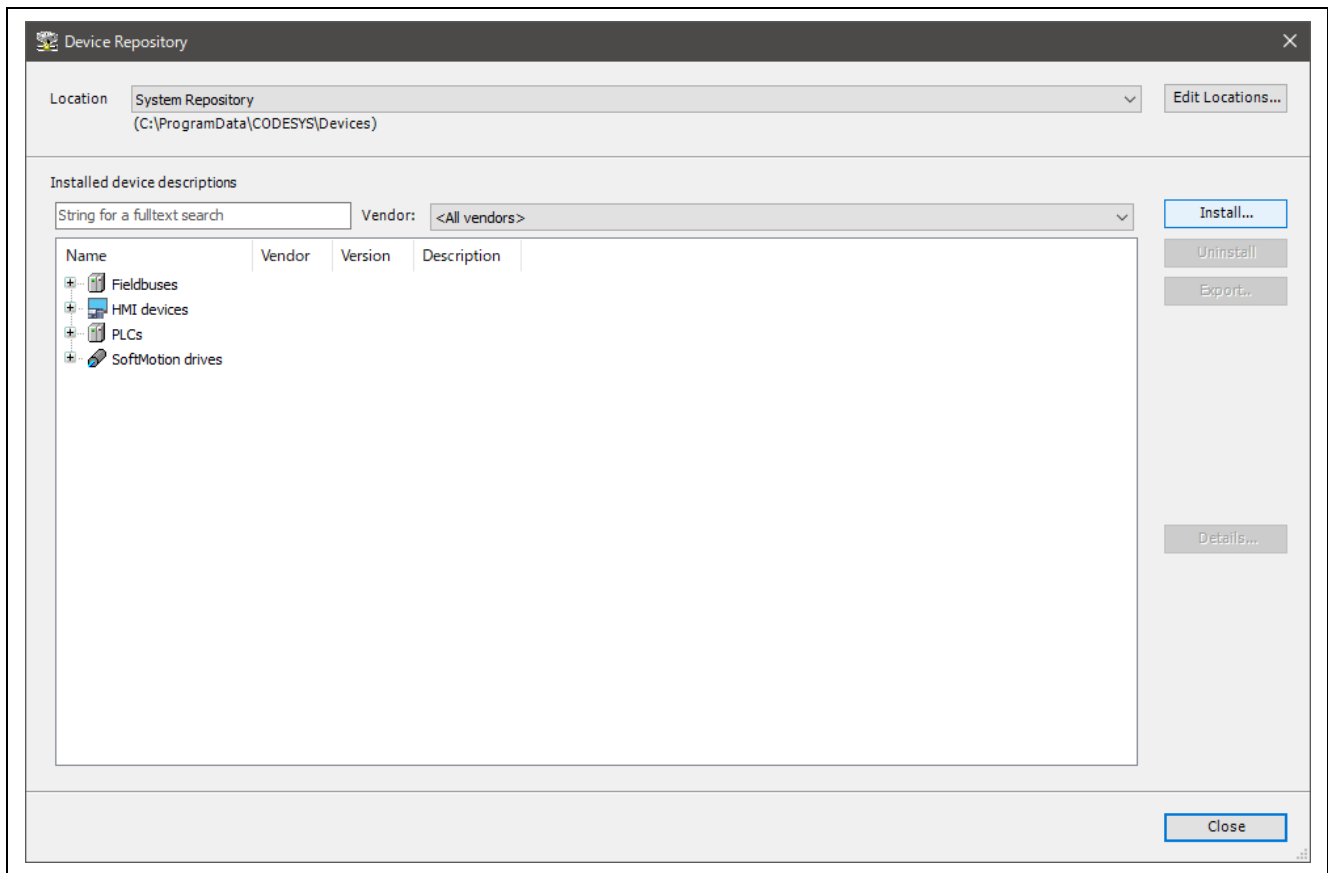 Device Repository
Location System Repository Edit Locations...
(C:\ProgramData\CODESYS\Devices)
Installed device descriptions
String for a fulltext search Vendor: <All vendors> Install...
Name Vendor Version Description Uninstall
Fieldbuses Export..
HMI devices
PLCs
SoftMotion drives
Details...
Close